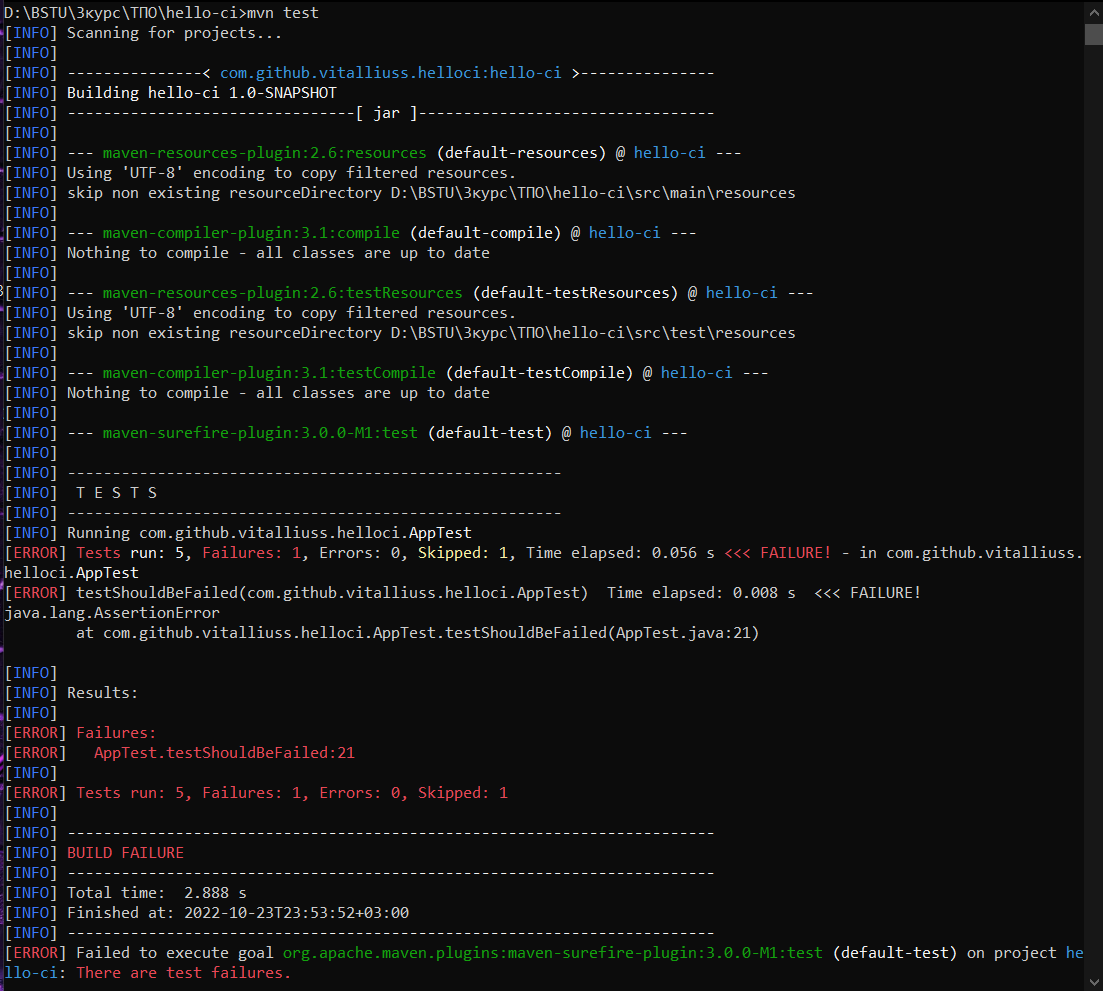 D:\BSTU\3курс\ТПО\hello-ci>mvn test
[INFO] Scanning for projects...
[INFO]
[INFO] ---------------< com.github.vitalliuss.helloci:hello-ci >---------------
[INFO] Building hello-ci 1.0-SNAPSHOT
[INFO] --------------------------------[ jar ]---------------------------------
[INFO]
[INFO] --- maven-resources-plugin:2.6:resources (default-resources) @ hello-ci ---
[INFO] Using 'UTF-8' encoding to copy filtered resources.
[INFO] skip non existing resourceDirectory D:\BSTU\3курс\ТПО\hello-ci\src\main\resources
[INFO]
[INFO] --- maven-compiler-plugin:3.1:compile (default-compile) @ hello-ci ---
[INFO] Nothing to compile - all classes are up to date
[INFO]
[INFO] --- maven-resources-plugin:2.6:testResources (default-testResources) @ hello-ci ---
[INFO] Using 'UTF-8' encoding to copy filtered resources.
[INFO] skip non existing resourceDirectory D:\BSTU\3курс\ТПО\hello-ci\src\test\resources
[INFO]
[INFO] --- maven-compiler-plugin:3.1:testCompile (default-testCompile) @ hello-ci ---
[INFO] Nothing to compile - all classes are up to date
[INFO]
[INFO] --- maven-surefire-plugin:3.0.0-M1:test (default-test) @ hello-ci ---
[INFO]
[INFO] -------------------------------------------------------
[INFO]  T E S T S
[INFO] -------------------------------------------------------
[INFO] Running com.github.vitalliuss.helloci.AppTest
[ERROR] Tests run: 5, Failures: 1, Errors: 0, Skipped: 1, Time elapsed: 0.056 s <<< FAILURE! - in com.github.vitalliuss.
helloci.AppTest
[ERROR] testShouldBeFailed(com.github.vitalliuss.helloci.AppTest)  Time elapsed: 0.008 s  <<< FAILURE!
java.lang.AssertionError
        at com.github.vitalliuss.helloci.AppTest.testShouldBeFailed(AppTest.java:21)
[INFO]
[INFO] Results:
[INFO]
[ERROR] Failures:
[ERROR]   AppTest.testShouldBeFailed:21
[INFO]
[ERROR] Tests run: 5, Failures: 1, Errors: 0, Skipped: 1
[INFO]
[INFO] ------------------------------------------------------------------------
[INFO] BUILD FAILURE
[INFO] ------------------------------------------------------------------------
[INFO] Total time:  2.888 s
[INFO] Finished at: 2022-10-23T23:53:52+03:00
[INFO] ------------------------------------------------------------------------
[ERROR] Failed to execute goal org.apache.maven.plugins:maven-surefire-plugin:3.0.0-M1:test (default-test) on project he
llo-ci: There are test failures.